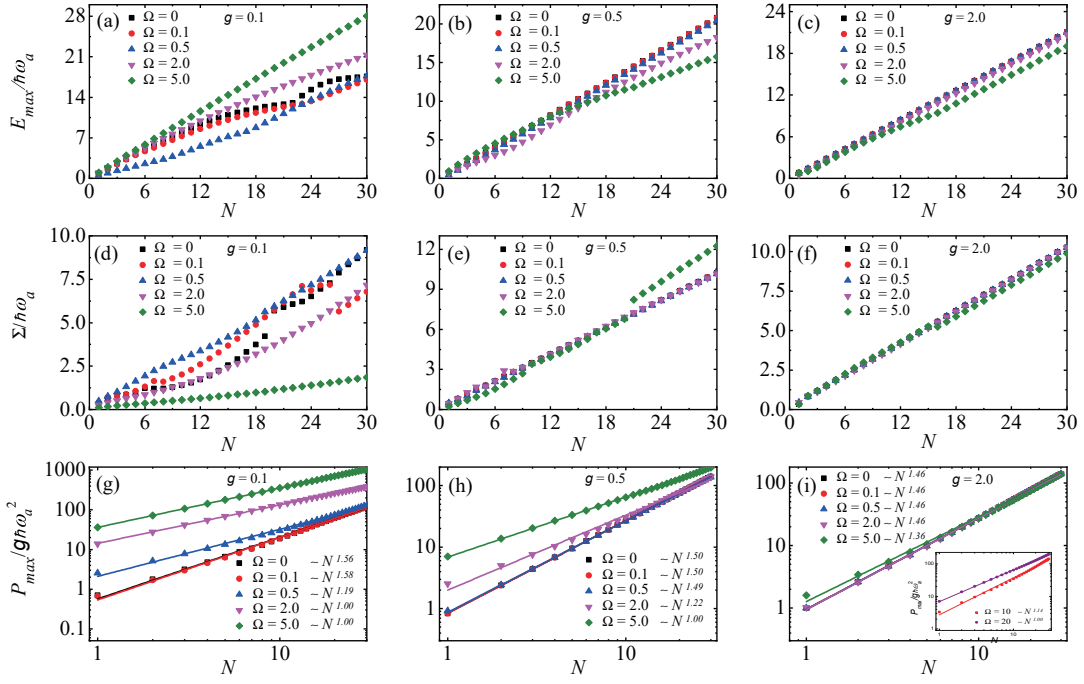 (a)
g = 0.1
Ω = 0
Ω = 0.1
Ω = 0.5
Ω = 2.0
Ω = 5.0
E_max/ħω_a
28
21
14
7
0
6 12 18 24 30
N
(b)
g = 0.5
Ω = 0
Ω = 0.1
Ω = 0.5
Ω = 2.0
Ω = 5.0
20
15
10
5
0
6 12 18 24 30
N
(c)
g = 2.0
Ω = 0
Ω = 0.1
Ω = 0.5
Ω = 2.0
Ω = 5.0
24
18
12
6
0
6 12 18 24 30
N
(d)
g = 0.1
Ω = 0
Ω = 0.1
Ω = 0.5
Ω = 2.0
Ω = 5.0
Σ/ħω_a
10.0
7.5
5.0
2.5
0.0
0 6 12 18 24 30
N
(e)
g = 0.5
Ω = 0
Ω = 0.1
Ω = 0.5
Ω = 2.0
Ω = 5.0
12
9
6
3
0
0 6 12 18 24 30
N
(f)
g = 2.0
Ω = 0
Ω = 0.1
Ω = 0.5
Ω = 2.0
Ω = 5.0
10.0
7.5
5.0
2.5
0.0
0 6 12 18 24 30
N
(g)
g = 0.1
P_max/għω_a^2
1000
100
10
1
0.1
Ω = 0 ~ N^1.56
Ω = 0.1 ~ N^1.58
Ω = 0.5 ~ N^1.19
Ω = 2.0 ~ N^1.00
Ω = 5.0 ~ N^1.00
1 10
N
(h)
g = 0.5
100
10
1
Ω = 0 ~ N^1.50
Ω = 0.1 ~ N^1.50
Ω = 0.5 ~ N^1.49
Ω = 2.0 ~ N^1.22
Ω = 5.0 ~ N^1.00
1 10
N
(i)
g = 2.0
Ω = 0 ~ N^1.46
Ω = 0.1 ~ N^1.46
Ω = 0.5 ~ N^1.46
Ω = 2.0 ~ N^1.46
Ω = 5.0 ~ N^1.36
100
10
1
P_max/għω_a^2
100
10
1
Ω = 10 ~ N^1.14
Ω = 20 ~ N^1.00
1 10
N
1 10
N